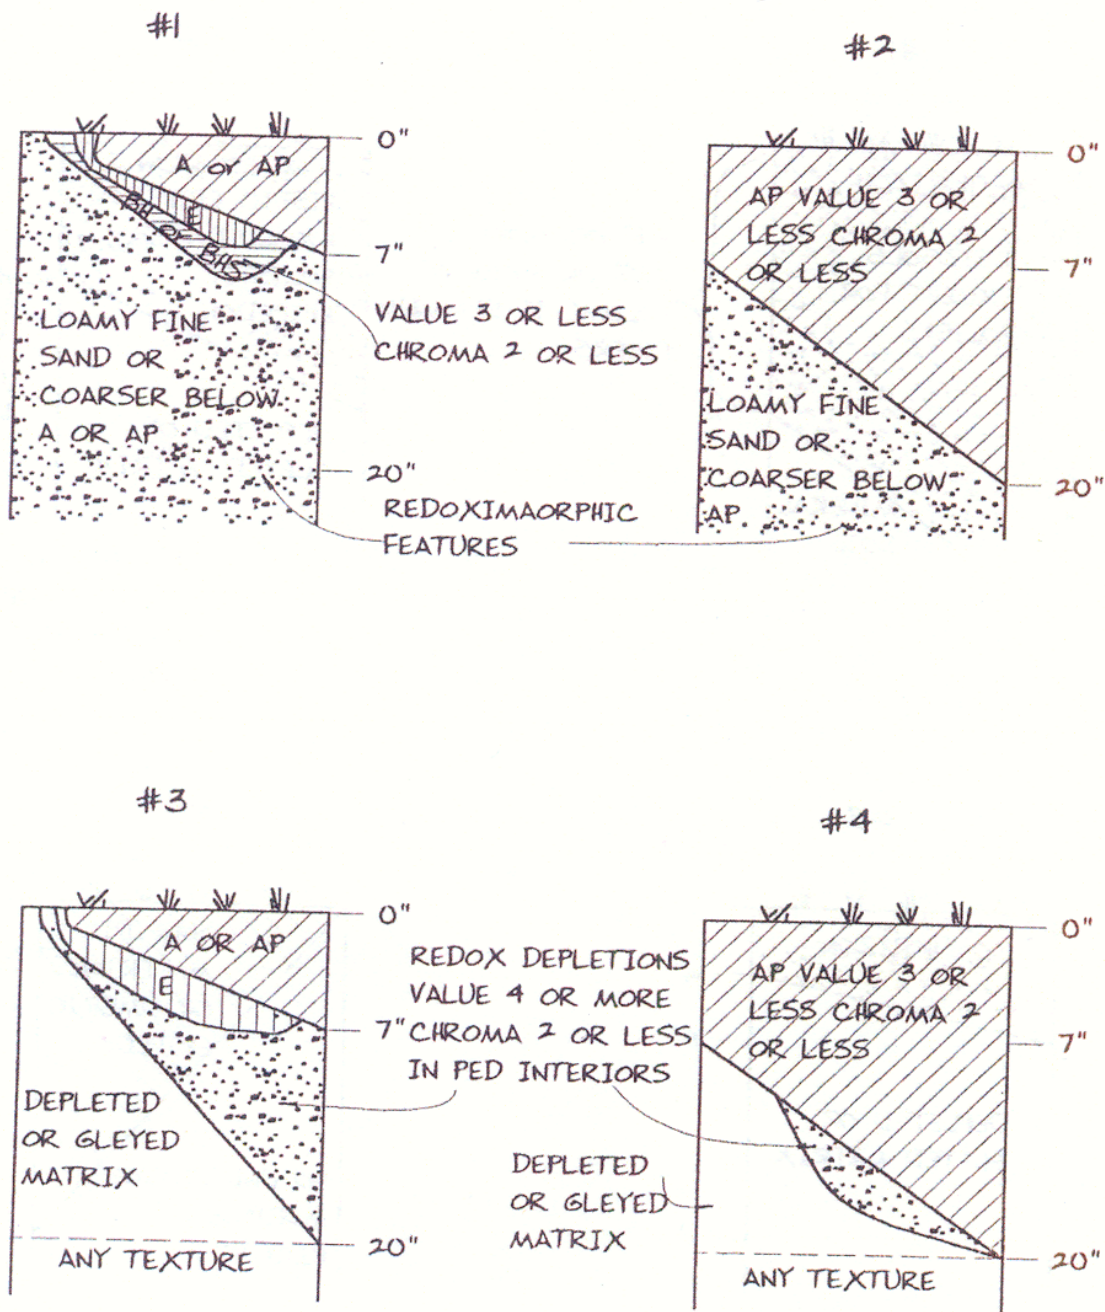 #1
0"
A or AP
E
BH or BHS
7"
VALUE 3 OR LESS
CHROMA 2 OR LESS
LOAMY FINE
SAND OR
COARSER BELOW
A OR AP
20"
REDOXIMAORPHIC
FEATURES
#2
0"
AP VALUE 3 OR
LESS CHROMA 2
OR LESS
7"
LOAMY FINE
SAND OR
COARSER BELOW
AP
20"
#3
0"
A OR AP
E
7"
DEPLETED
OR GLEYED
MATRIX
20"
ANY TEXTURE
REDOX DEPLETIONS
VALUE 4 OR MORE
CHROMA 2 OR LESS
IN PED INTERIORS
#4
0"
AP VALUE 3 OR
LESS CHROMA 2
OR LESS
7"
DEPLETED
OR GLEYED
MATRIX
20"
ANY TEXTURE